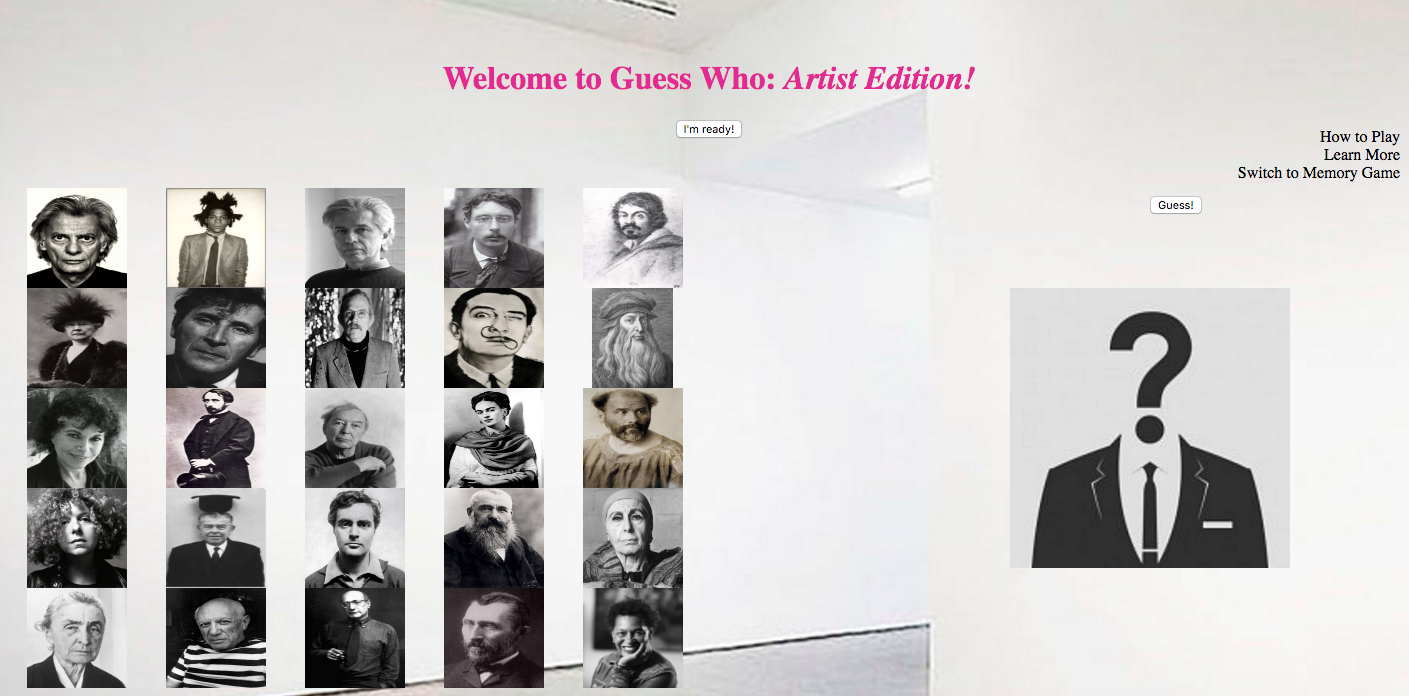 Welcome to Guess Who: Artist Edition!
I'm ready!
How to Play
Learn More
Switch to Memory Game
Guess!
?